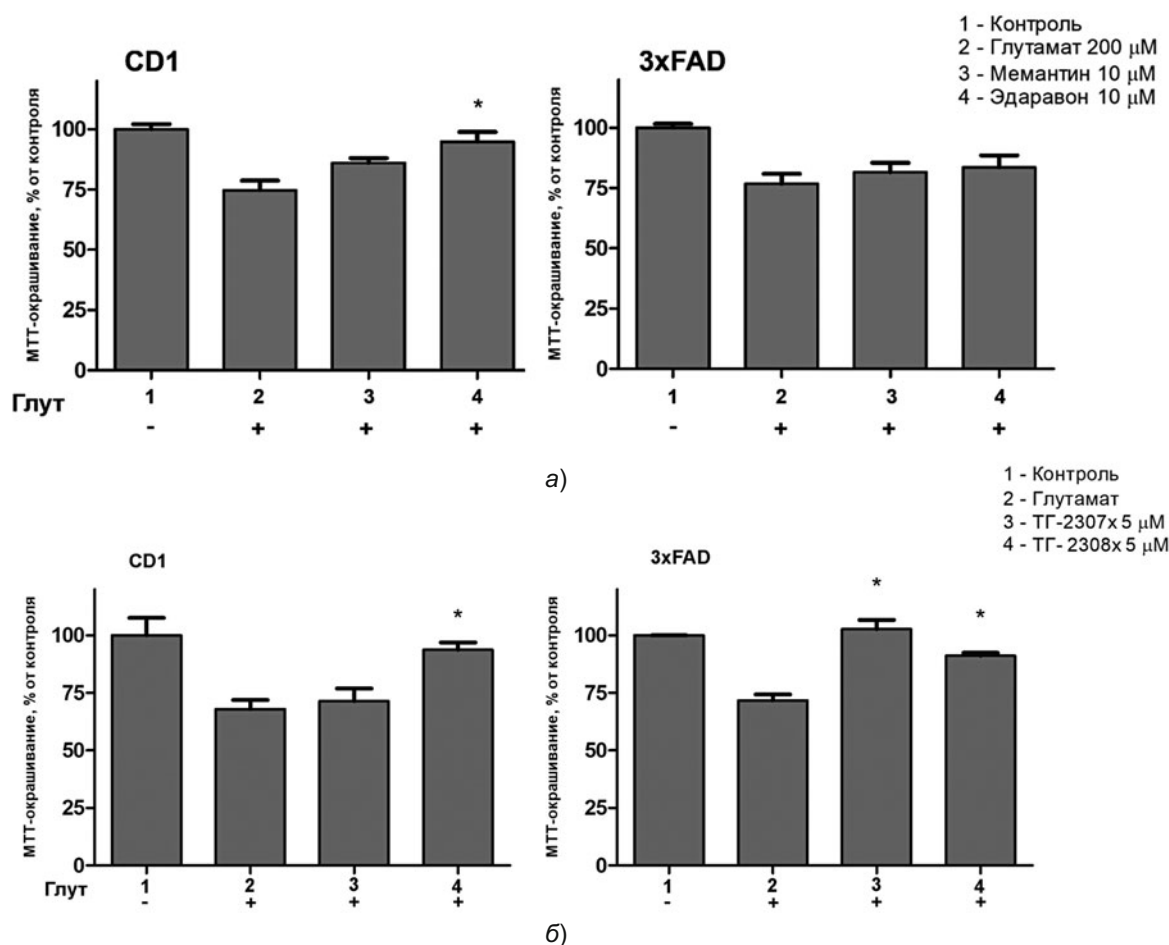 1 - Контроль
2 - Глутамат 200 μM
3 - Мемантин 10 μM
4 - Эдаравон 10 μM
CD1
МТТ-окрашивание, % от контроля
100
75
50
25
0
*
1 2 3 4
Глут
- + + +
3xFAD
МТТ-окрашивание, % от контроля
100
75
50
25
0
1 2 3 4
- + + +
а)
1 - Контроль
2 - Глутамат
3 - ТГ-2307x 5 μM
4 - ТГ- 2308x 5 μM
CD1
МТТ-окрашивание, % от контроля
100
75
50
25
0
*
1 2 3 4
Глут
- + + +
3xFAD
МТТ-окрашивание, % от контроля
100
75
50
25
0
* *
1 2 3 4
- + + +
б)